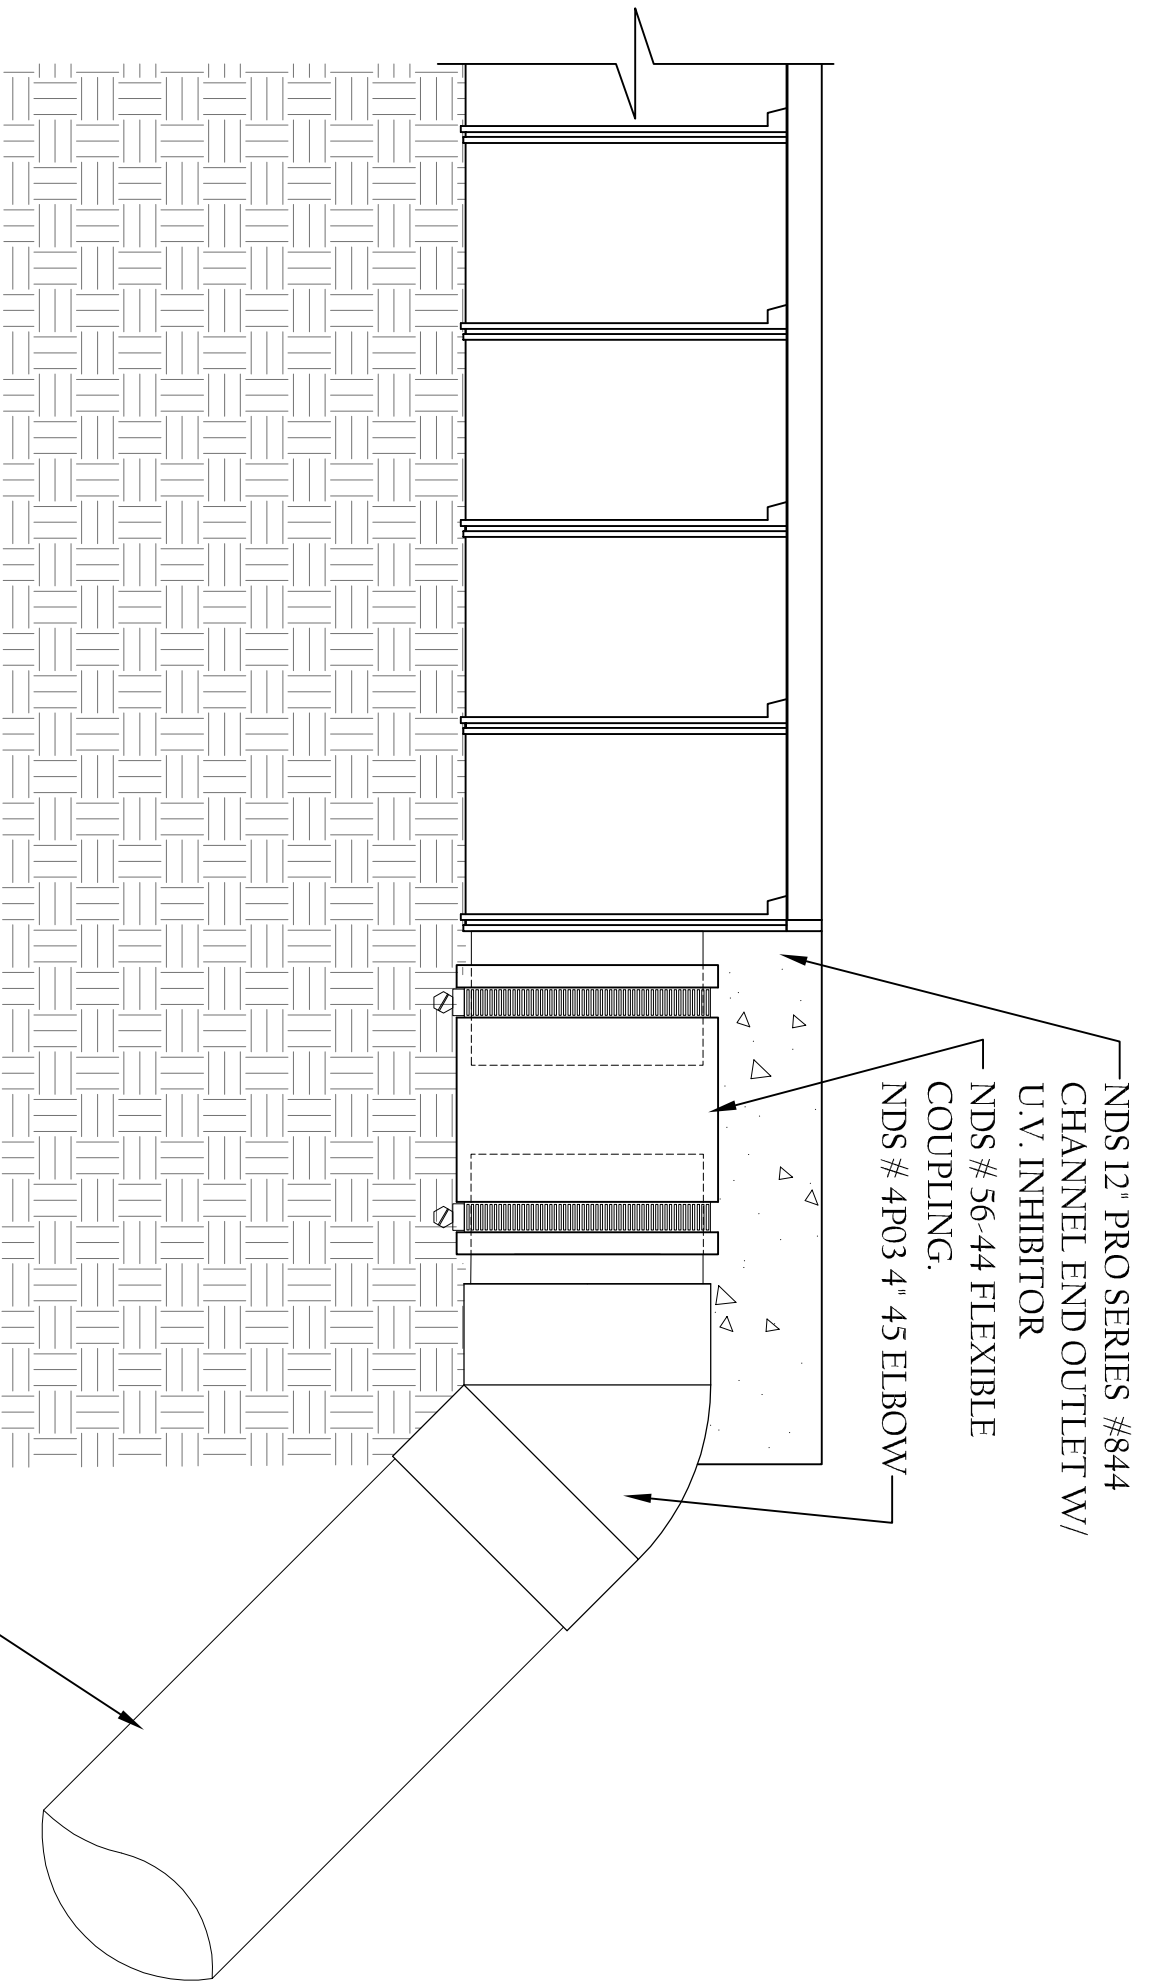 NDS 12" PRO SERIES #844
CHANNEL END OUTLET W/
U.V. INHIBITOR
NDS # 56-44 FLEXIBLE
COUPLING.
NDS # 4P03 4" 45 ELBOW